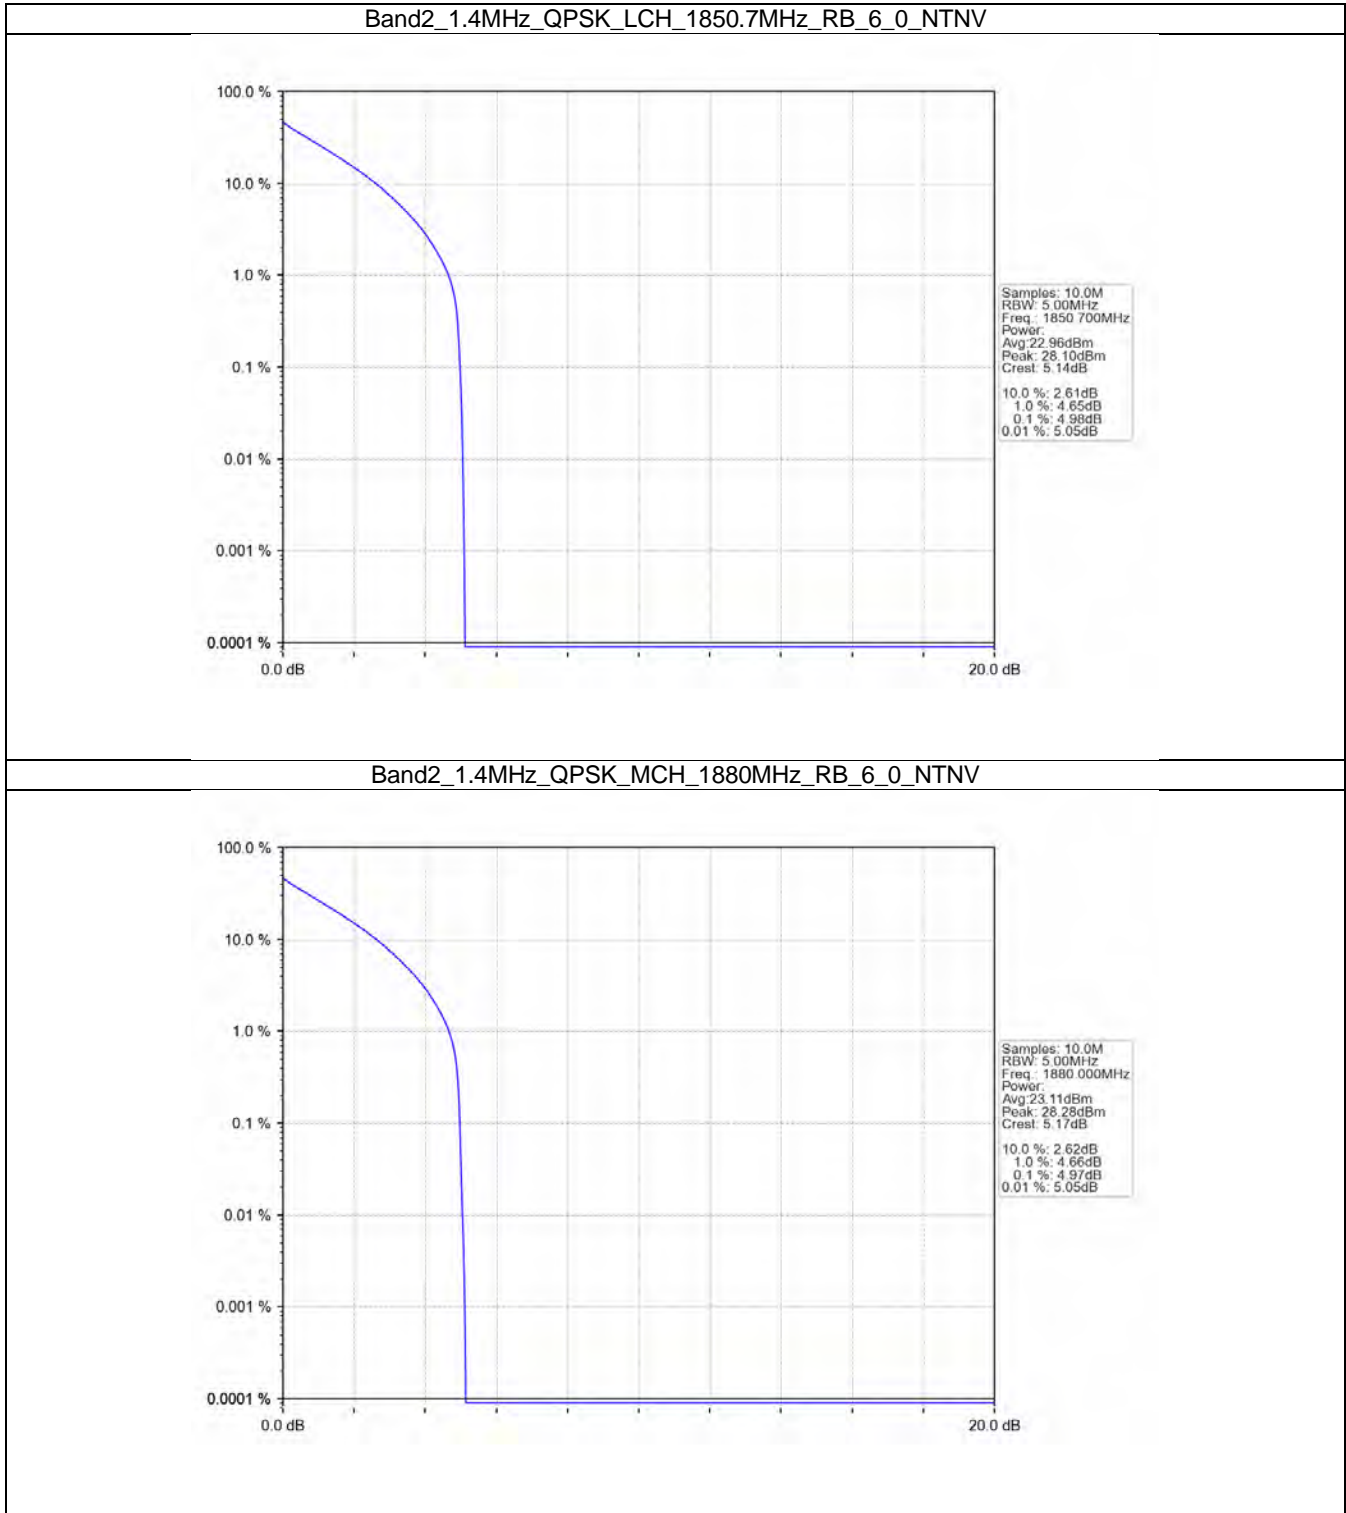 Band2_1.4MHz_QPSK_LCH_1850.7MHz_RB_6_0_NTNV
100.0 %
10.0 %
1.0 %
0.1 %
0.01 %
0.001 %
0.0001 %
0.0 dB
20.0 dB
Samples: 10.0M
RBW: 5.00MHz
Freq.: 1850.700MHz
Power:
Avg:22.96dBm
Peak: 28.10dBm
Crest: 5.14dB
10.0 %: 2.61dB
1.0 %: 4.65dB
0.1 %: 4.98dB
0.01 %: 5.05dB
Band2_1.4MHz_QPSK_MCH_1880MHz_RB_6_0_NTNV
100.0 %
10.0 %
1.0 %
0.1 %
0.01 %
0.001 %
0.0001 %
0.0 dB
20.0 dB
Samples: 10.0M
RBW: 5.00MHz
Freq.: 1880.000MHz
Power:
Avg:23.11dBm
Peak: 28.28dBm
Crest: 5.17dB
10.0 %: 2.62dB
1.0 %: 4.66dB
0.1 %: 4.97dB
0.01 %: 5.05dB